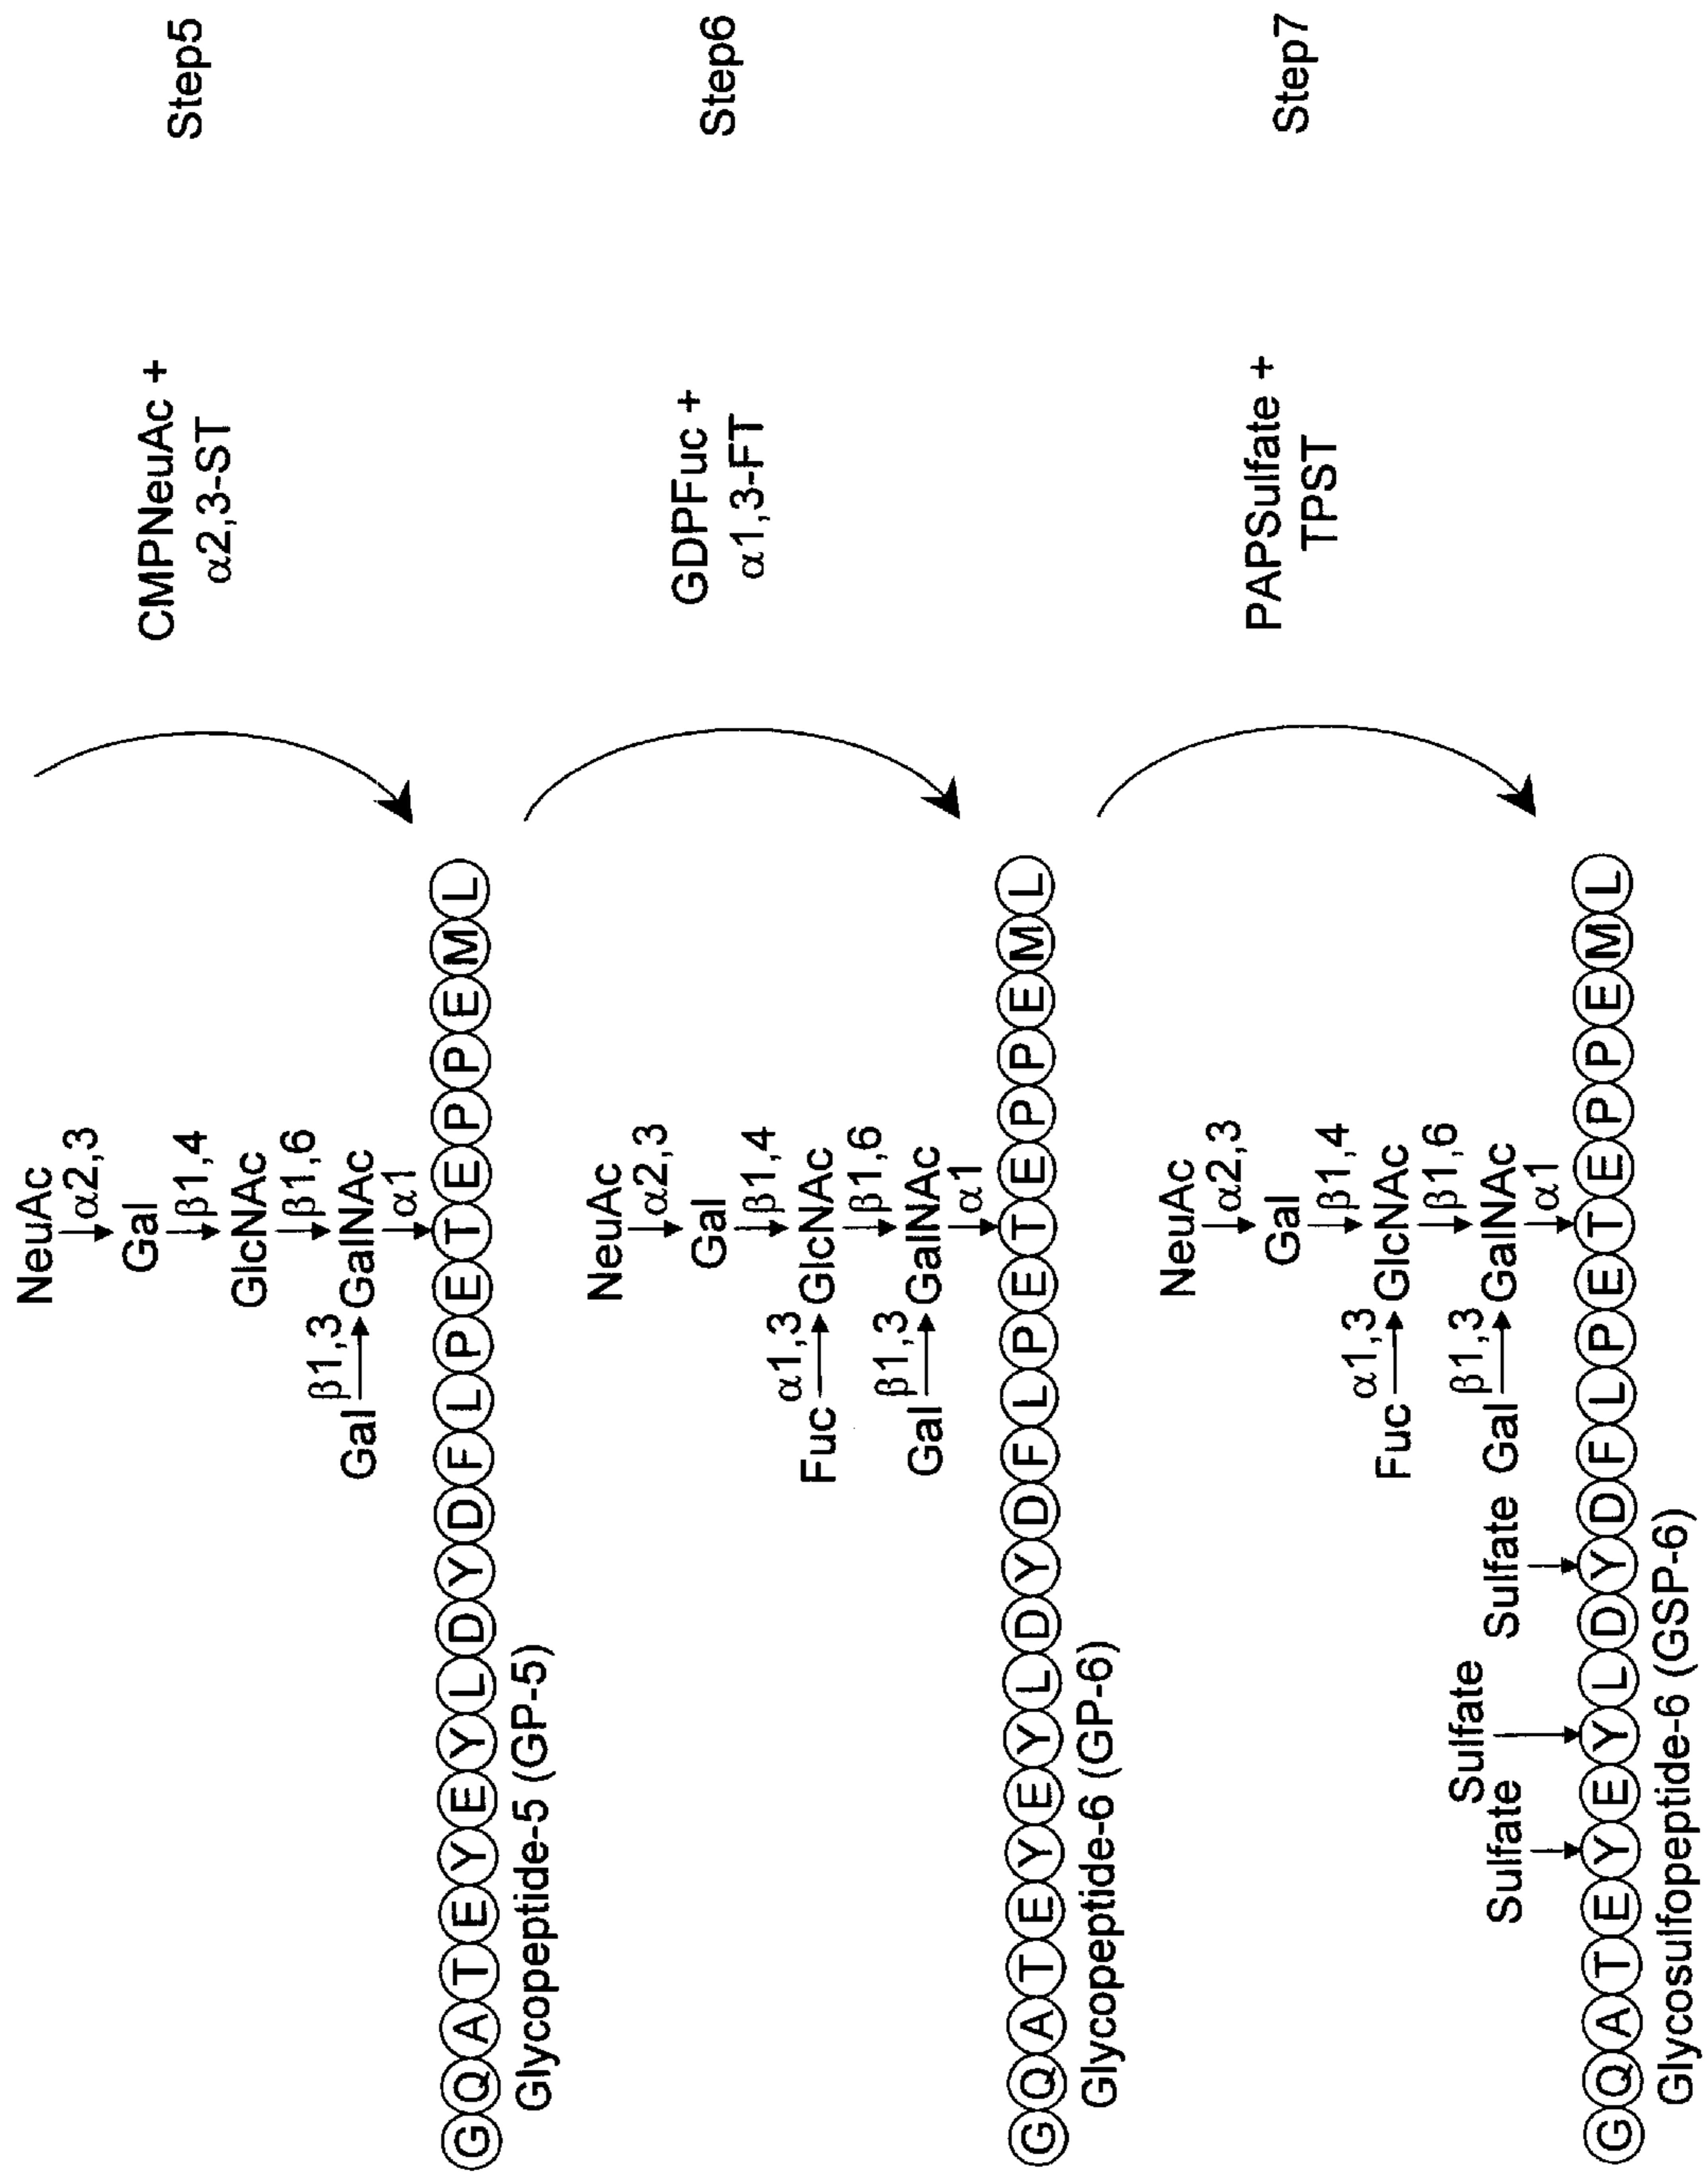 NeuAc
α2,3
Gal
β1,4
GlcNAc
β1,6
Gal β1,3 GalNAc
α1
GQATEYEYLDYDFLPETEPPEML
Glycopeptide-5 (GP-5)
CMPNeuAc +
α2,3-ST
Step5
NeuAc
α2,3
Gal
β1,4
Fuc α1,3 GlcNAc
β1,6
Gal β1,3 GalNAc
α1
GQATEYEYLDYDFLPETEPPEML
Glycopeptide-6 (GP-6)
GDPFuc +
α1,3-FT
Step6
NeuAc
α2,3
Gal
β1,4
Fuc α1,3 GlcNAc
β1,6
Sulfate
Sulfate Sulfate Gal β1,3 GalNAc
α1
GQATEYEYLDYDFLPETEPPEML
Glycosulfopeptide-6 (GSP-6)
PAPSulfate +
TPST
Step7